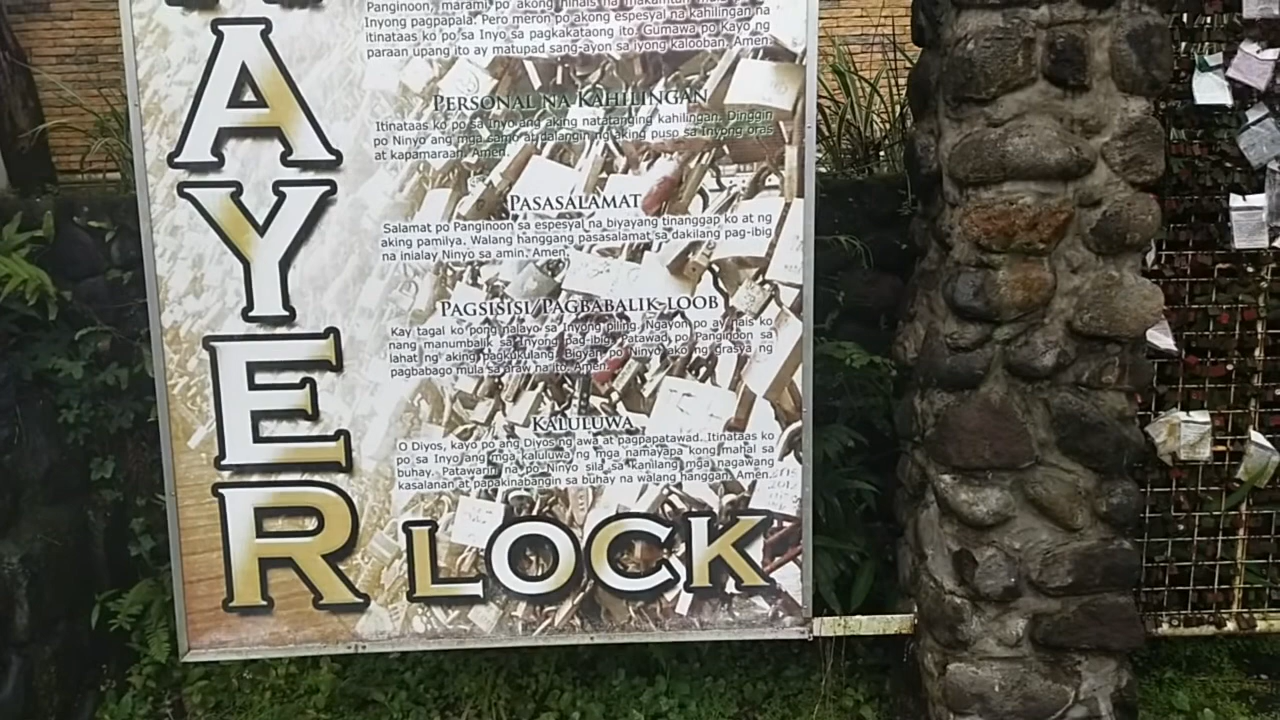 Panginoon, marami po akong ninais na makamtan mula sa
Inyong pagpapala. Pero meron po akong espesyal na kahilingan na
itinataas ko po sa Inyo sa pagkakataong ito. Gumawa po Kayo ng
paraan upang ito ay matupad sang-ayon sa iyong kalooban. Amen.
PERSONAL NA KAHILINGAN
Itinataas ko po sa Inyo ang aking natatanging kahilingan. Dinggin
po Ninyo ang mga samo at dalangin ng aking puso sa Inyong oras
at kapamaraan. Amen.
PASASALAMAT
Salamat po Panginoon sa espesyal na biyayang tinanggap ko at ng
aking pamilya. Walang hanggang pasasalamat sa dakilang pag-ibig
na inialay Ninyo sa amin. Amen.
PAGSISISI/PAGBABALIK-LOOB
Kay tagal ko pong nalayo sa Inyong piling. Ngayon po ay nais ko
nang manumbalik sa Inyong pag-ibig. Patawad po Panginoon sa
lahat ng aking pagkukulang. Bigyan po Ninyo ako ng grasya ng
pagbabago mula sa araw na ito. Amen.
KALULUWA
O Diyos, kayo po ang Diyos ng awa at pagpapatawad. Itinataas ko
po sa Inyo ang mga kaluluwa ng mga namayapa kong mahal sa
buhay. Patawarin na po Ninyo sila sa kanilang mga nagawang
kasalanan at papakinabangin sa buhay na walang hanggan. Amen.
AYER LOCK